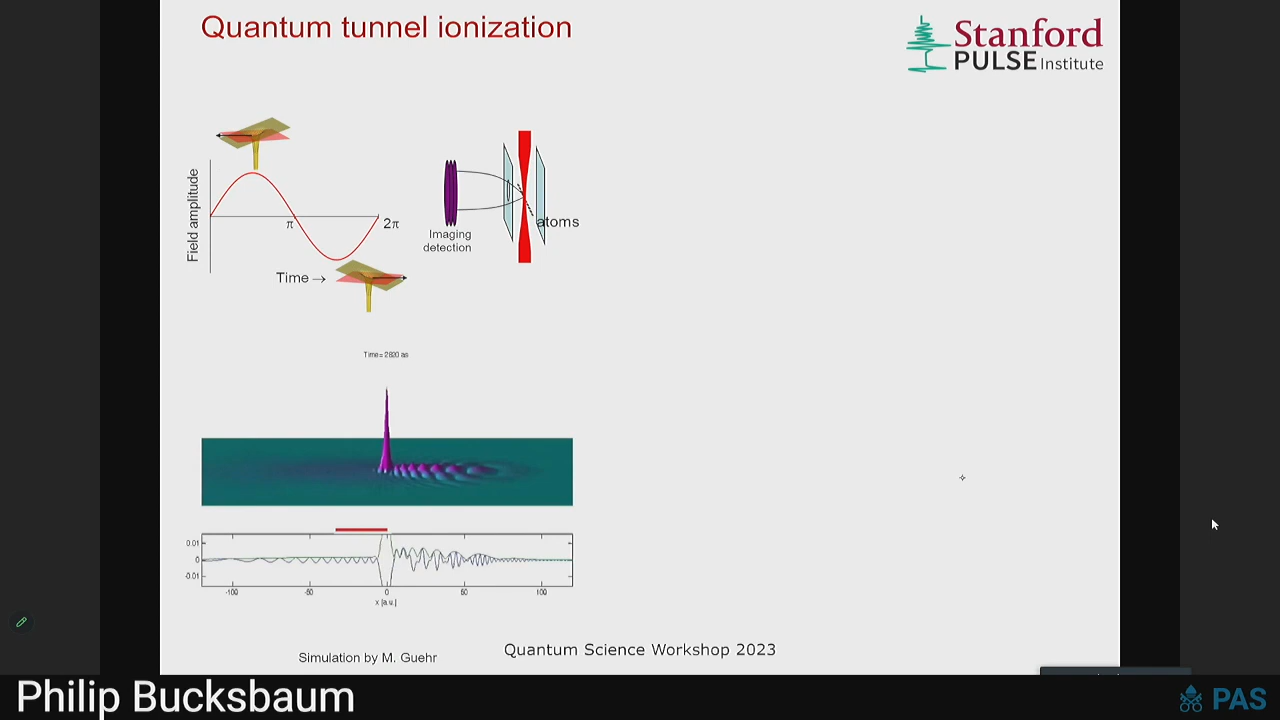 Quantum tunnel ionization
Stanford
PULSE Institute
Field amplitude
π
2π
Time →
Imaging
detection
atoms
Time= 2820 as
0.01
0
-0.01
-100
-50
0
50
100
x [a.u.]
Simulation by M. Guehr
Quantum Science Workshop 2023
Philip Bucksbaum
PAS